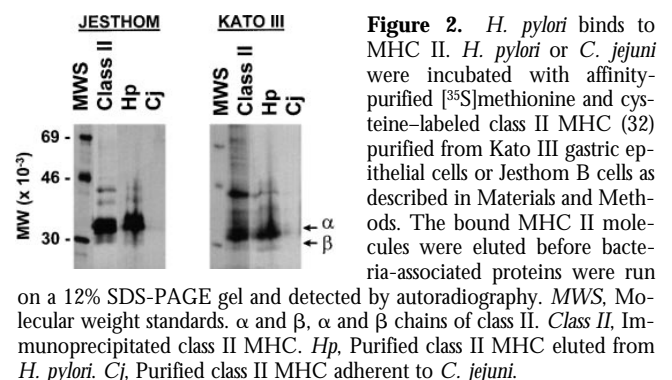 JESTHOM
KATO III
MWS
Class II
Hp
Cj
MWS
Class II
Hp
Cj
69 -
46 -
30 -
MW (x 10⁻³)
α
β
Figure 2. H. pylori binds to
MHC II. H. pylori or C. jejuni
were incubated with affinity-
purified [³⁵S]methionine and cys-
teine–labeled class II MHC (32)
purified from Kato III gastric ep-
ithelial cells or Jesthom B cells as
described in Materials and Meth-
ods. The bound MHC II mole-
cules were eluted before bacte-
ria-associated proteins were run
on a 12% SDS-PAGE gel and detected by autoradiography. MWS, Mo-
lecular weight standards. α and β, α and β chains of class II. Class II, Im-
munoprecipitated class II MHC. Hp, Purified class II MHC eluted from
H. pylori. Cj, Purified class II MHC adherent to C. jejuni.